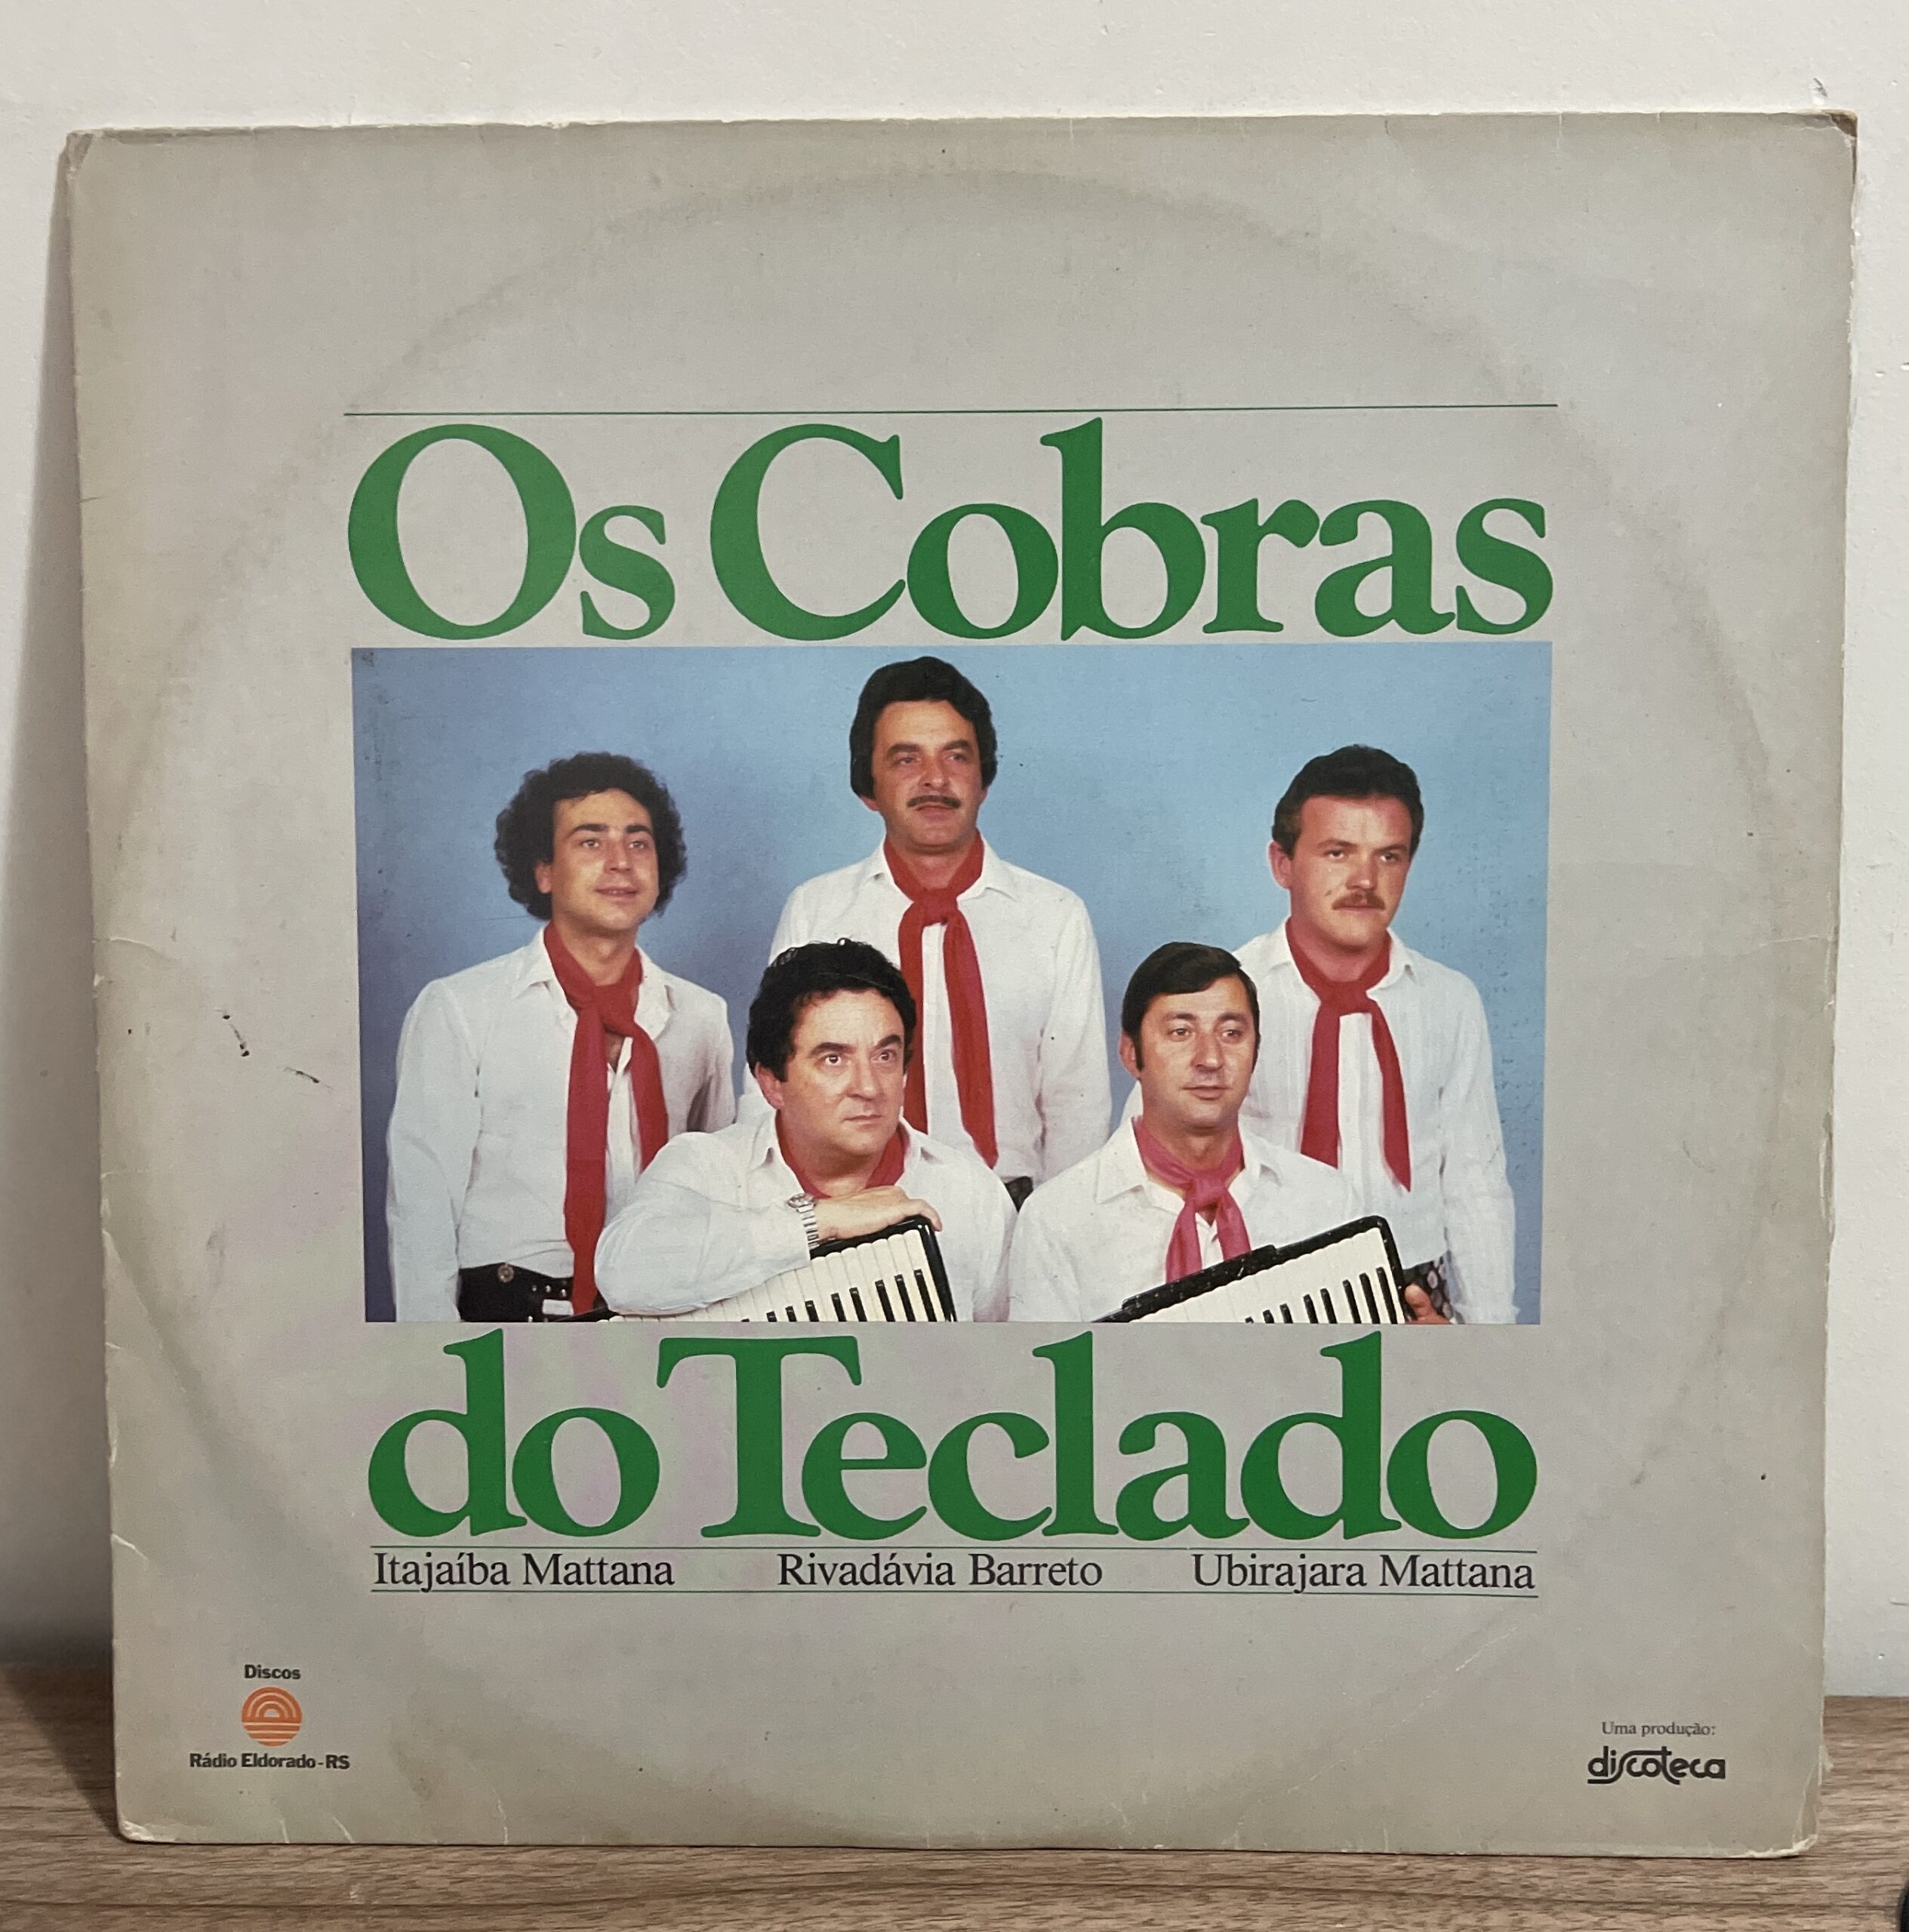 Os Cobras
do Teclado
Itajaíba Mattana Rivadávia Barreto Ubirajara Mattana
Discos
Rádio Eldorado-RS
Uma produção:
discoteca